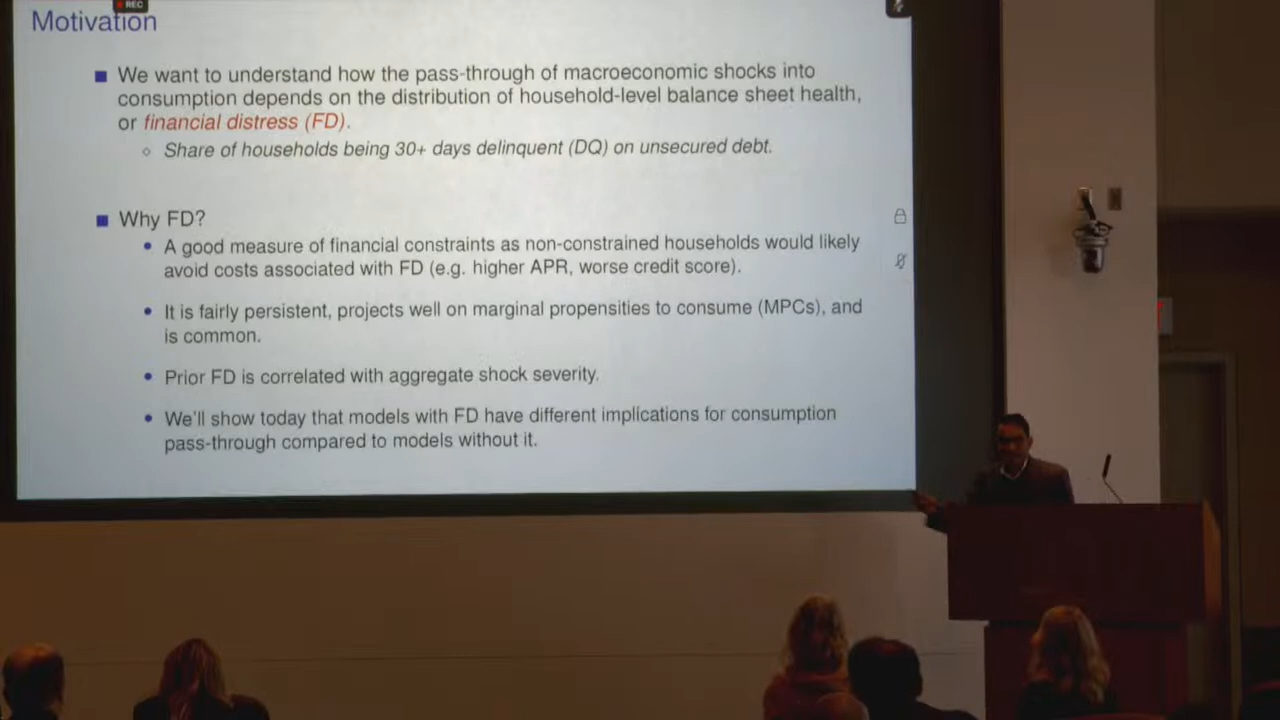 REC
Motivation
We want to understand how the pass-through of macroeconomic shocks into
consumption depends on the distribution of household-level balance sheet health,
or financial distress (FD).
Share of households being 30+ days delinquent (DQ) on unsecured debt.
Why FD?
A good measure of financial constraints as non-constrained households would likely
avoid costs associated with FD (e.g. higher APR, worse credit score).
It is fairly persistent, projects well on marginal propensities to consume (MPCs), and
is common.
Prior FD is correlated with aggregate shock severity.
We'll show today that models with FD have different implications for consumption
pass-through compared to models without it.